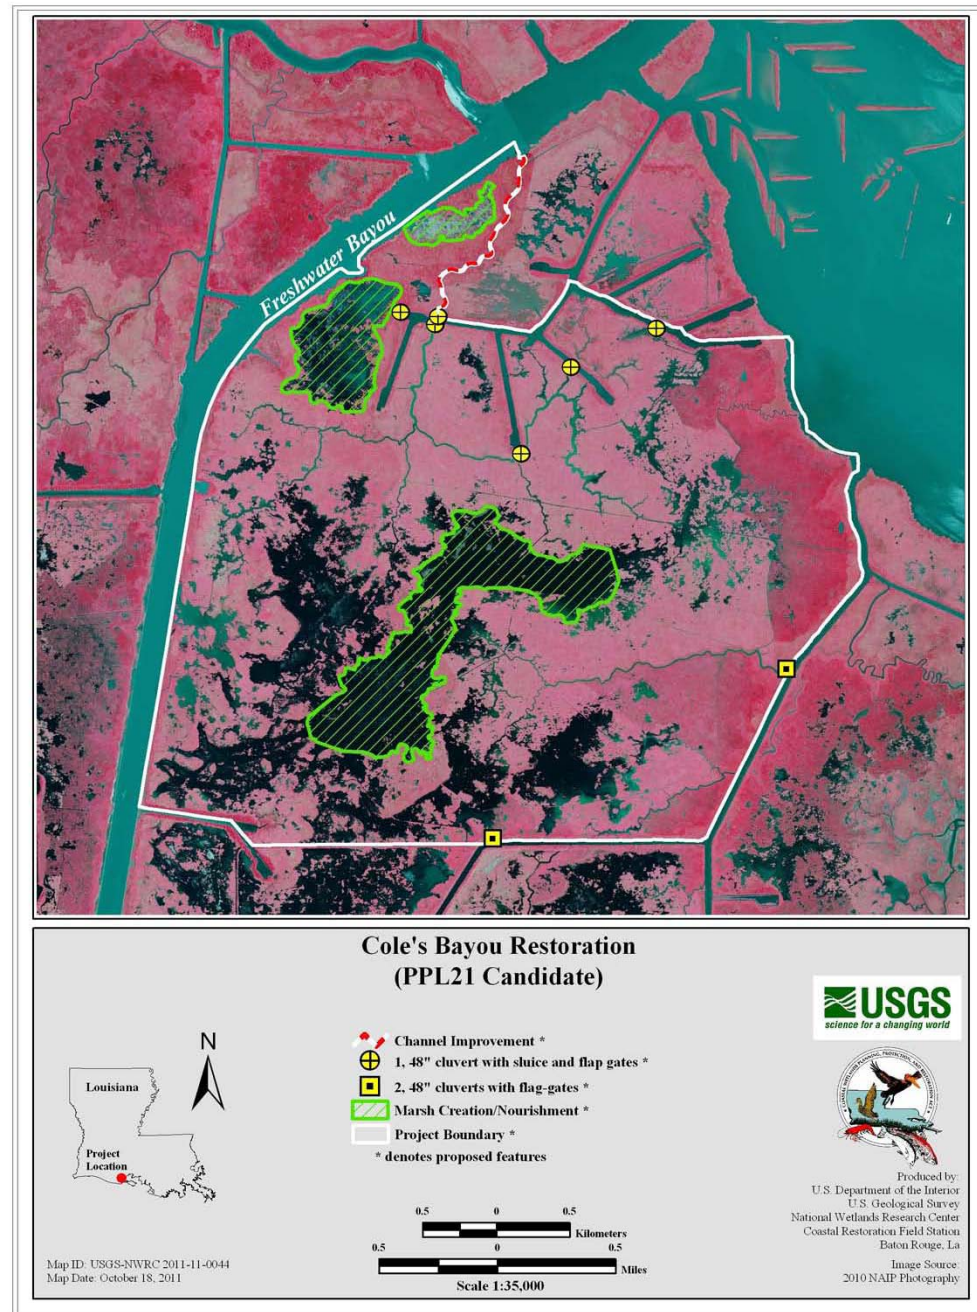 Freshwater Bayou
Cole's Bayou Restoration
(PPL21 Candidate)
USGS
science for a changing world
N
Channel Improvement *
1, 48" cluvert with sluice and flap gates *
2, 48" cluverts with flag-gates *
Marsh Creation/Nourishment *
Project Boundary *
* denotes proposed features
Louisiana
Project
Location
Produced by:
U.S. Department of the Interior
U.S. Geological Survey
National Wetlands Research Center
Coastal Restoration Field Station
Baton Rouge, La
0.5 0 0.5
Kilometers
0.5 0 0.5
Miles
Scale 1:35,000
Map ID: USGS-NWRC 2011-11-0044
Map Date: October 18, 2011
Image Source:
2010 NAIP Photography